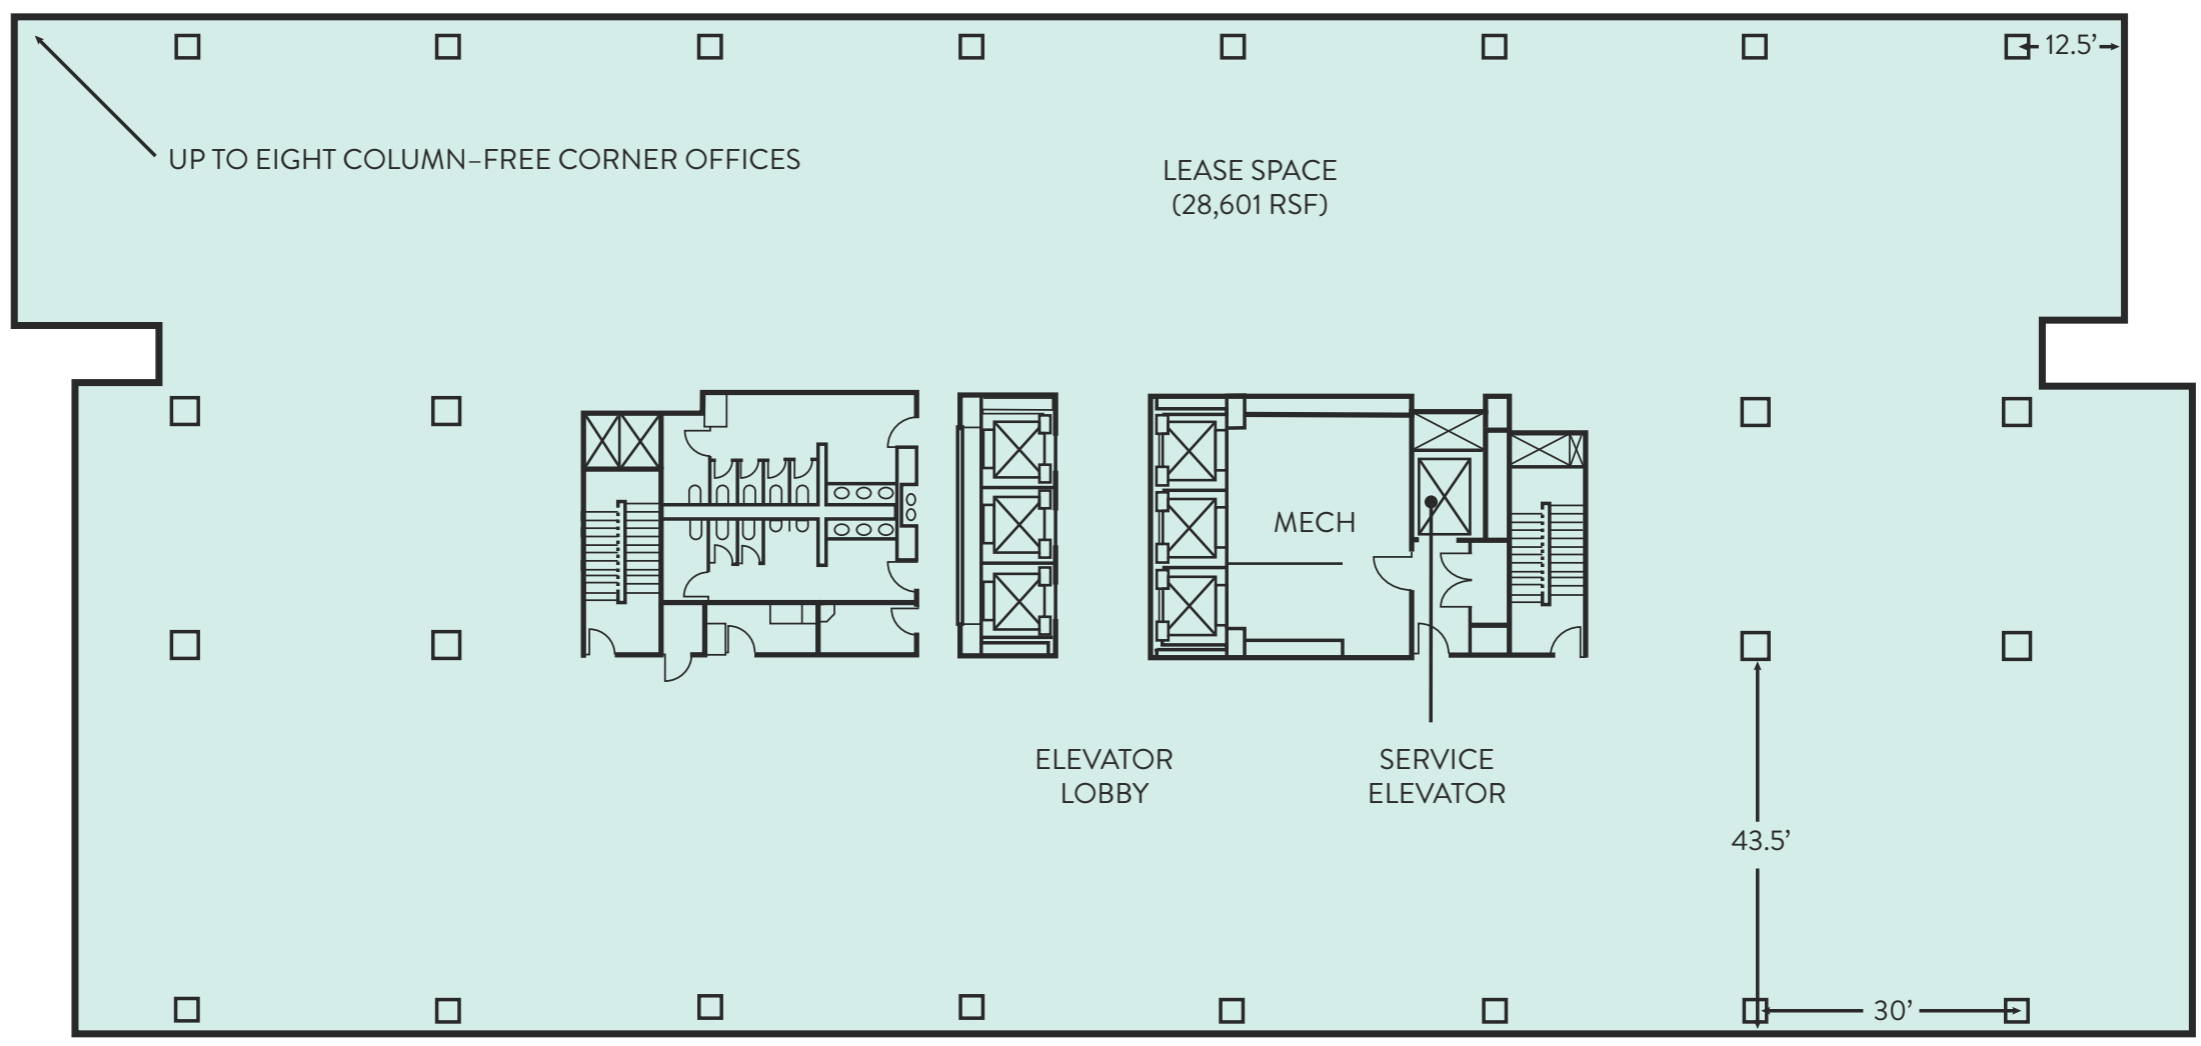 12.5’
UP TO EIGHT COLUMN–FREE CORNER OFFICES
LEASE SPACE
(28,601 RSF)
MECH
ELEVATOR
LOBBY
SERVICE
ELEVATOR
43.5’
30’